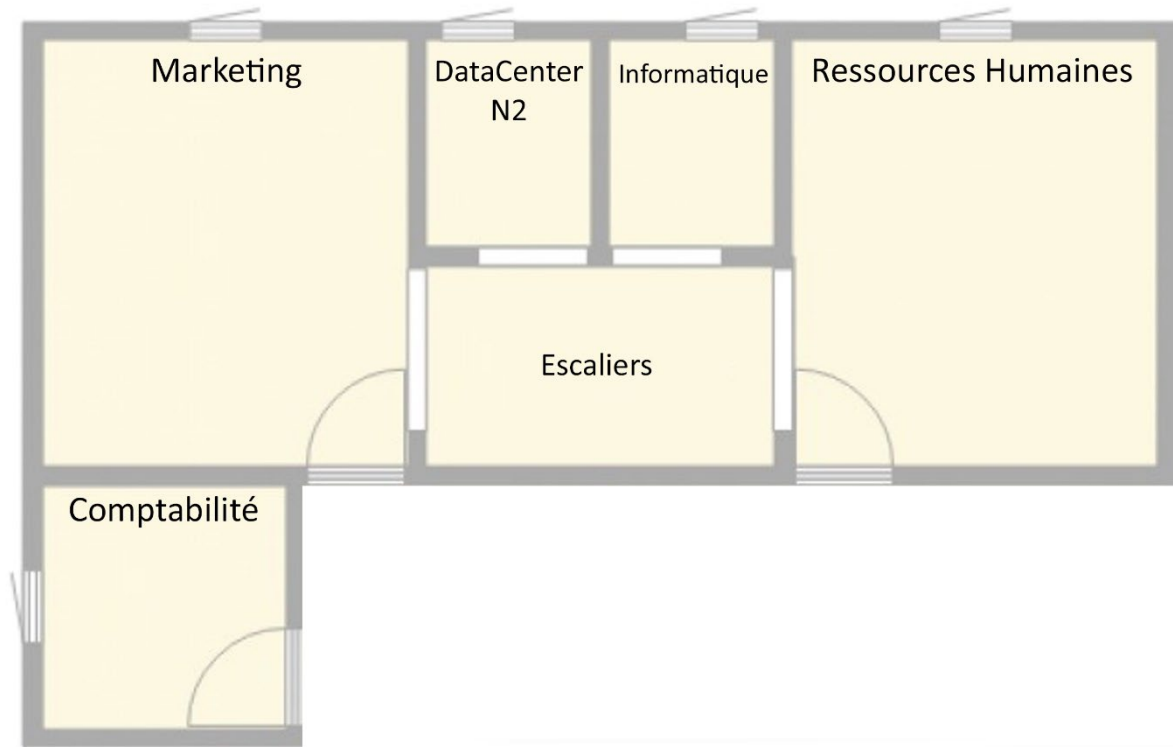 Marketing
DataCenter
N2
Informatique
Ressources Humaines
Escaliers
Comptabilité